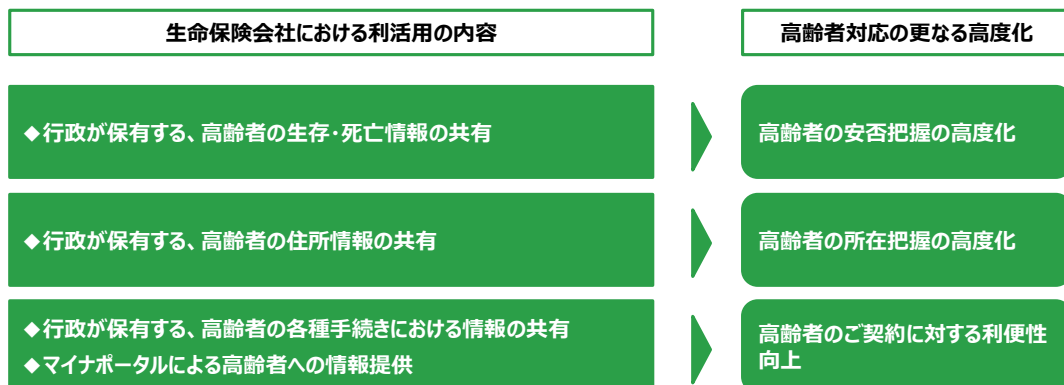 生命保険会社における利活用の内容
高齢者対応の更なる高度化
◆行政が保有する、高齢者の生存・死亡情報の共有
高齢者の安否把握の高度化
◆行政が保有する、高齢者の住所情報の共有
高齢者の所在把握の高度化
◆行政が保有する、高齢者の各種手続きにおける情報の共有
◆マイナポータルによる高齢者への情報提供
高齢者のご契約に対する利便性
向上